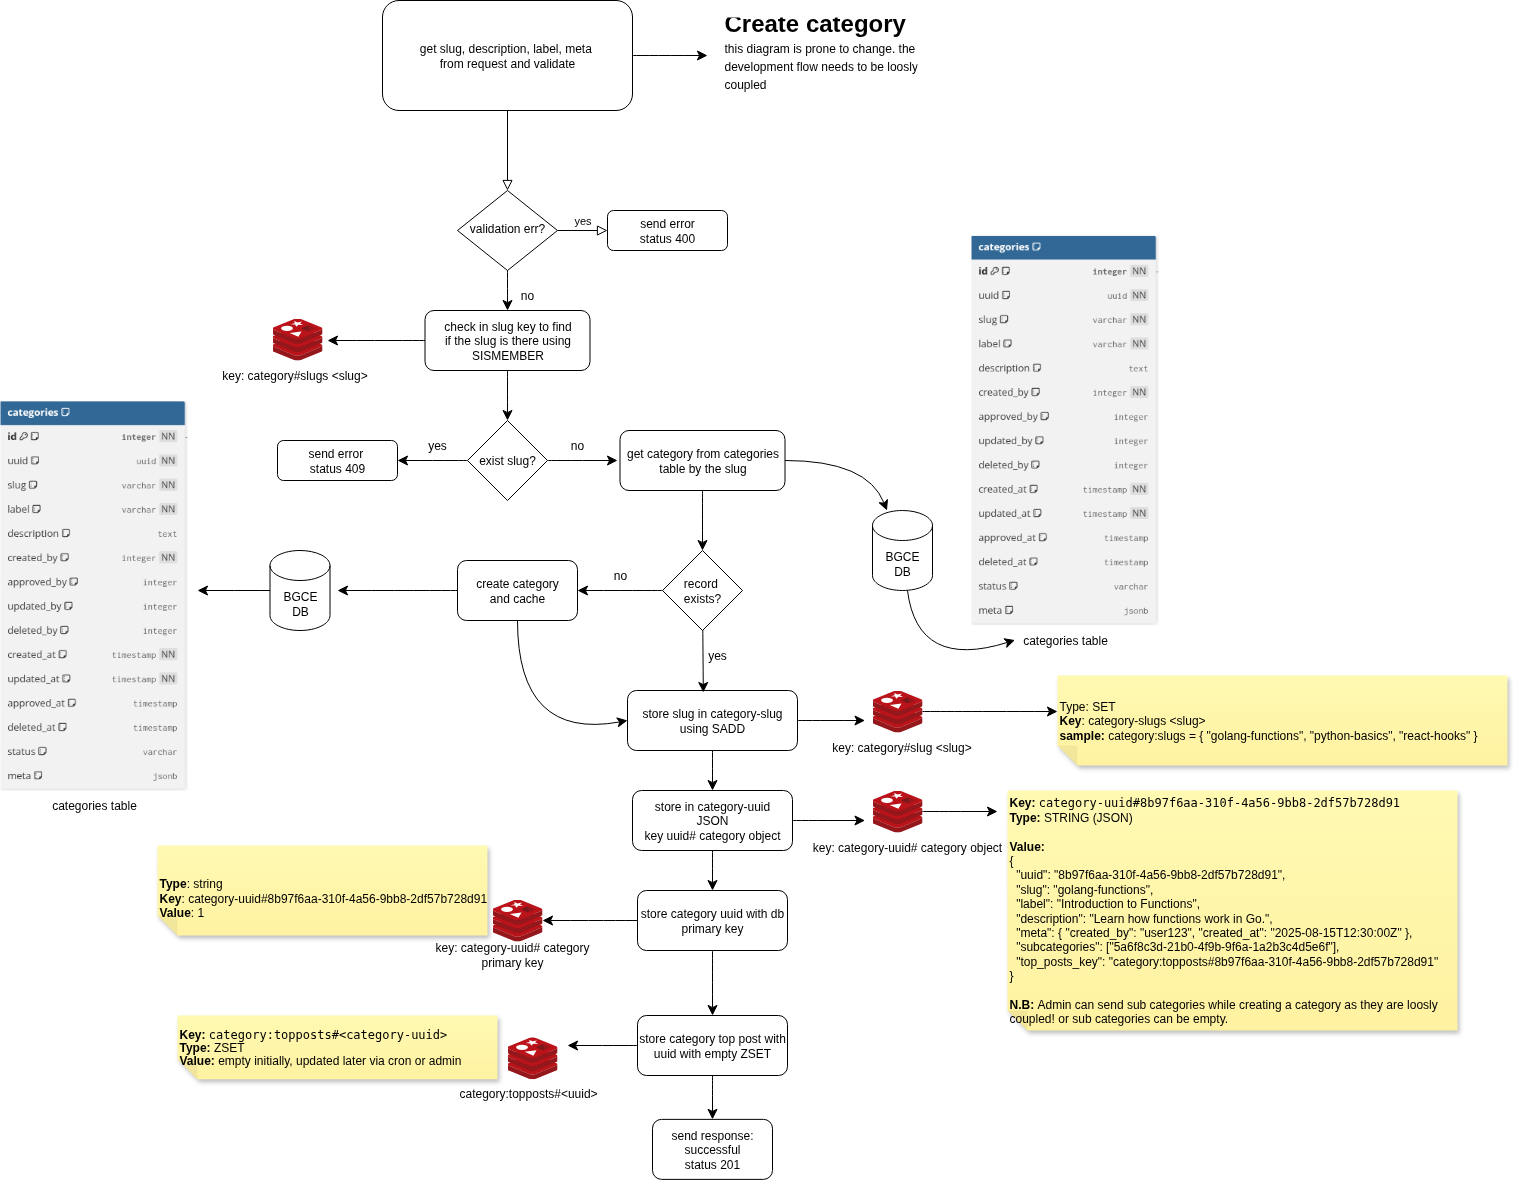 get slug, description, label, meta
from request and validate
Create category
this diagram is prone to change. the
development flow needs to be loosly
coupled
validation err?
yes
send error
status 400
no
check in slug key to find
if the slug is there using
SISMEMBER
key: category#slugs <slug>
exist slug?
yes
send error
status 409
no
get category from categories
table by the slug
BGCE
DB
categories
id integer NN
uuid uuid NN
slug varchar NN
label varchar NN
description text
created_by integer NN
approved_by integer
updated_by integer
deleted_by integer
created_at timestamp NN
updated_at timestamp NN
approved_at timestamp
deleted_at timestamp
status varchar
meta jsonb
categories table
record
exists?
no
create category
and cache
BGCE
DB
categories
id integer NN
uuid uuid NN
slug varchar NN
label varchar NN
description text
created_by integer NN
approved_by integer
updated_by integer
deleted_by integer
created_at timestamp NN
updated_at timestamp NN
approved_at timestamp
deleted_at timestamp
status varchar
meta jsonb
categories table
yes
store slug in category-slug
using SADD
key: category#slug <slug>
Type: SET
Key: category-slugs <slug>
sample: category:slugs = { "golang-functions", "python-basics", "react-hooks" }
store in category-uuid
JSON
key uuid# category object
key: category-uuid# category object
Key: category-uuid#8b97f6aa-310f-4a56-9bb8-2df57b728d91
Type: STRING (JSON)
Value:
{
"uuid": "8b97f6aa-310f-4a56-9bb8-2df57b728d91",
"slug": "golang-functions",
"label": "Introduction to Functions",
"description": "Learn how functions work in Go.",
"meta": { "created_by": "user123", "created_at": "2025-08-15T12:30:00Z" },
"subcategories": ["5a6f8c3d-21b0-4f9b-9f6a-1a2b3c4d5e6f"],
"top_posts_key": "category:topposts#8b97f6aa-310f-4a56-9bb8-2df57b728d91"
}
N.B: Admin can send sub categories while creating a category as they are loosly
coupled! or sub categories can be empty.
store category uuid with db
primary key
key: category-uuid# category
primary key
Type: string
Key: category-uuid#8b97f6aa-310f-4a56-9bb8-2df57b728d91
Value: 1
store category top post with
uuid with empty ZSET
category:topposts#<uuid>
Key: category:topposts#<category-uuid>
Type: ZSET
Value: empty initially, updated later via cron or admin
send response:
successful
status 201